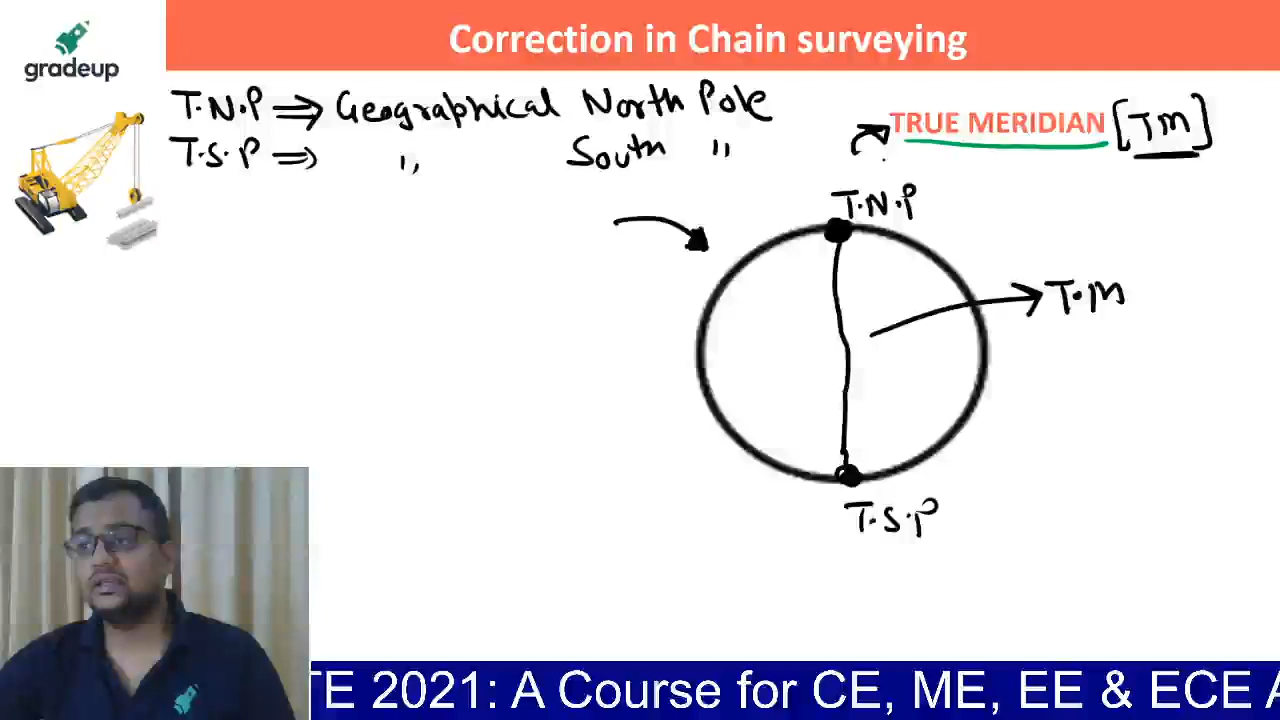 Correction in Chain surveying
gradeup
T.N.P ⇒ Geographical North Pole
T.S.P ⇒ ,, South ,,
TRUE MERIDIAN [TM]
T.N.P
T.M
T.S.P
TE 2021: A Course for CE, ME, EE & ECE A